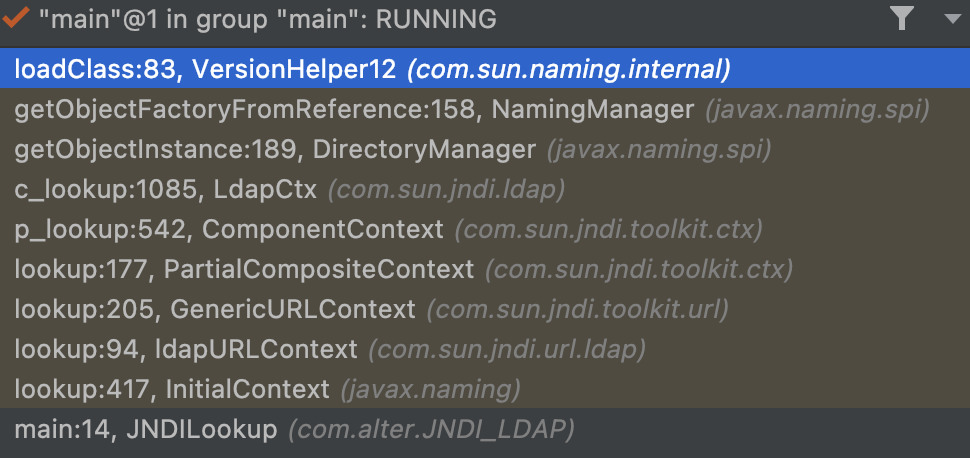 "main"@1 in group "main": RUNNING
loadClass:83, VersionHelper12 (com.sun.naming.internal)
getObjectFactoryFromReference:158, NamingManager (javax.naming.spi)
getObjectInstance:189, DirectoryManager (javax.naming.spi)
c_lookup:1085, LdapCtx (com.sun.jndi.ldap)
p_lookup:542, ComponentContext (com.sun.jndi.toolkit.ctx)
lookup:177, PartialCompositeContext (com.sun.jndi.toolkit.ctx)
lookup:205, GenericURLContext (com.sun.jndi.toolkit.url)
lookup:94, ldapURLContext (com.sun.jndi.url.ldap)
lookup:417, InitialContext (javax.naming)
main:14, JNDILookup (com.alter.JNDI_LDAP)